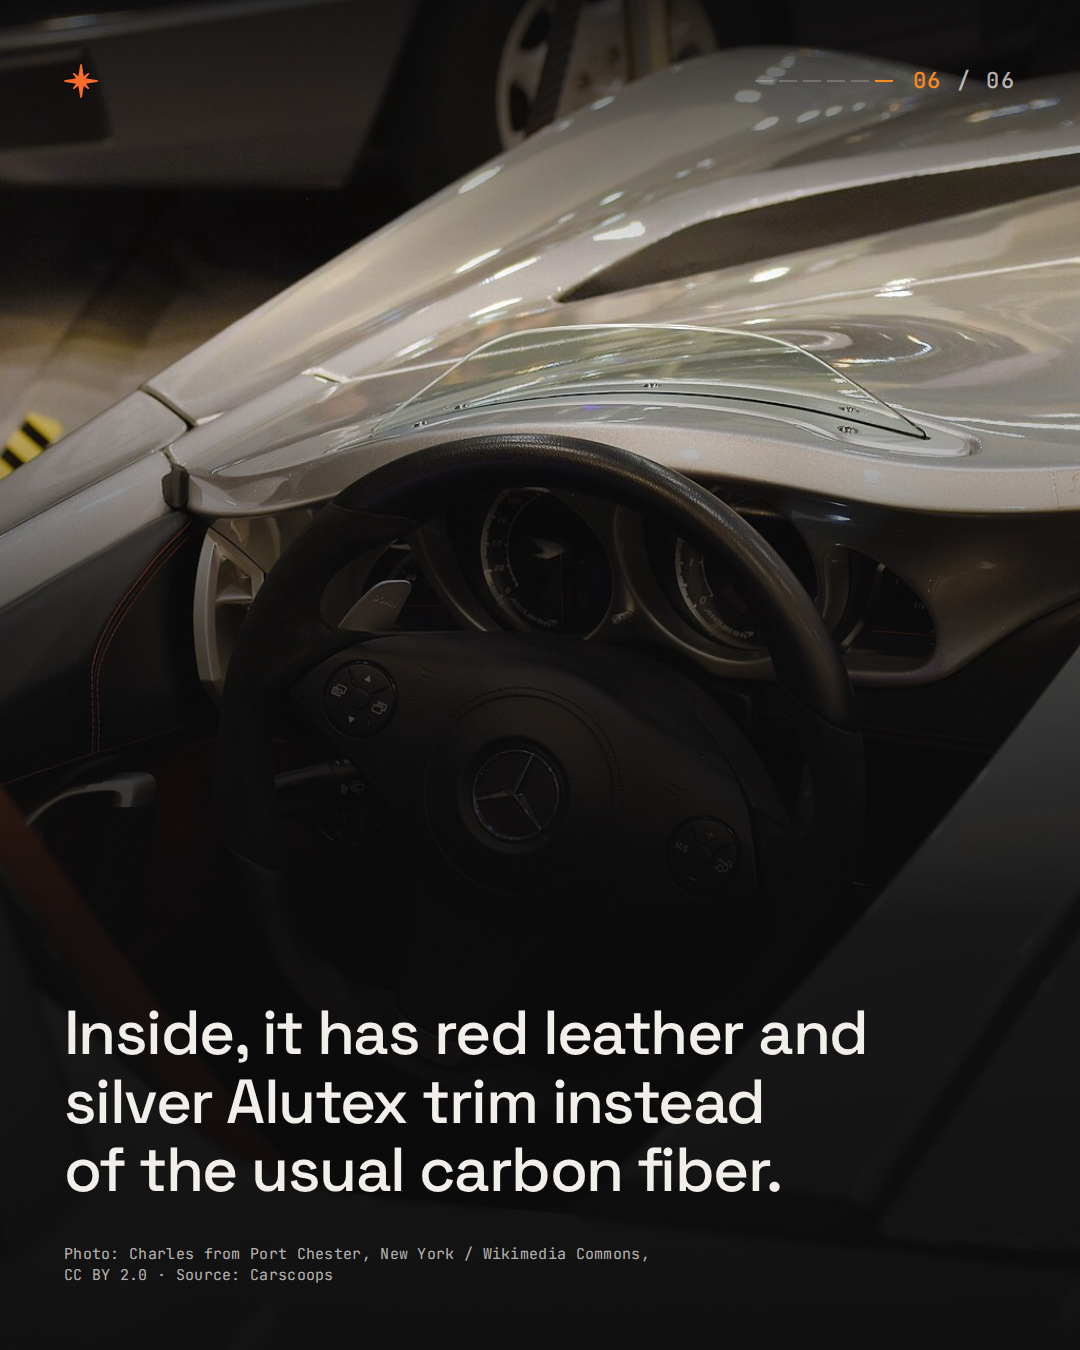 06 / 06
Inside, it has red leather and
silver Alutex trim instead
of the usual carbon fiber.
Photo: Charles from Port Chester, New York / Wikimedia Commons,
CC BY 2.0 · Source: Carscoops